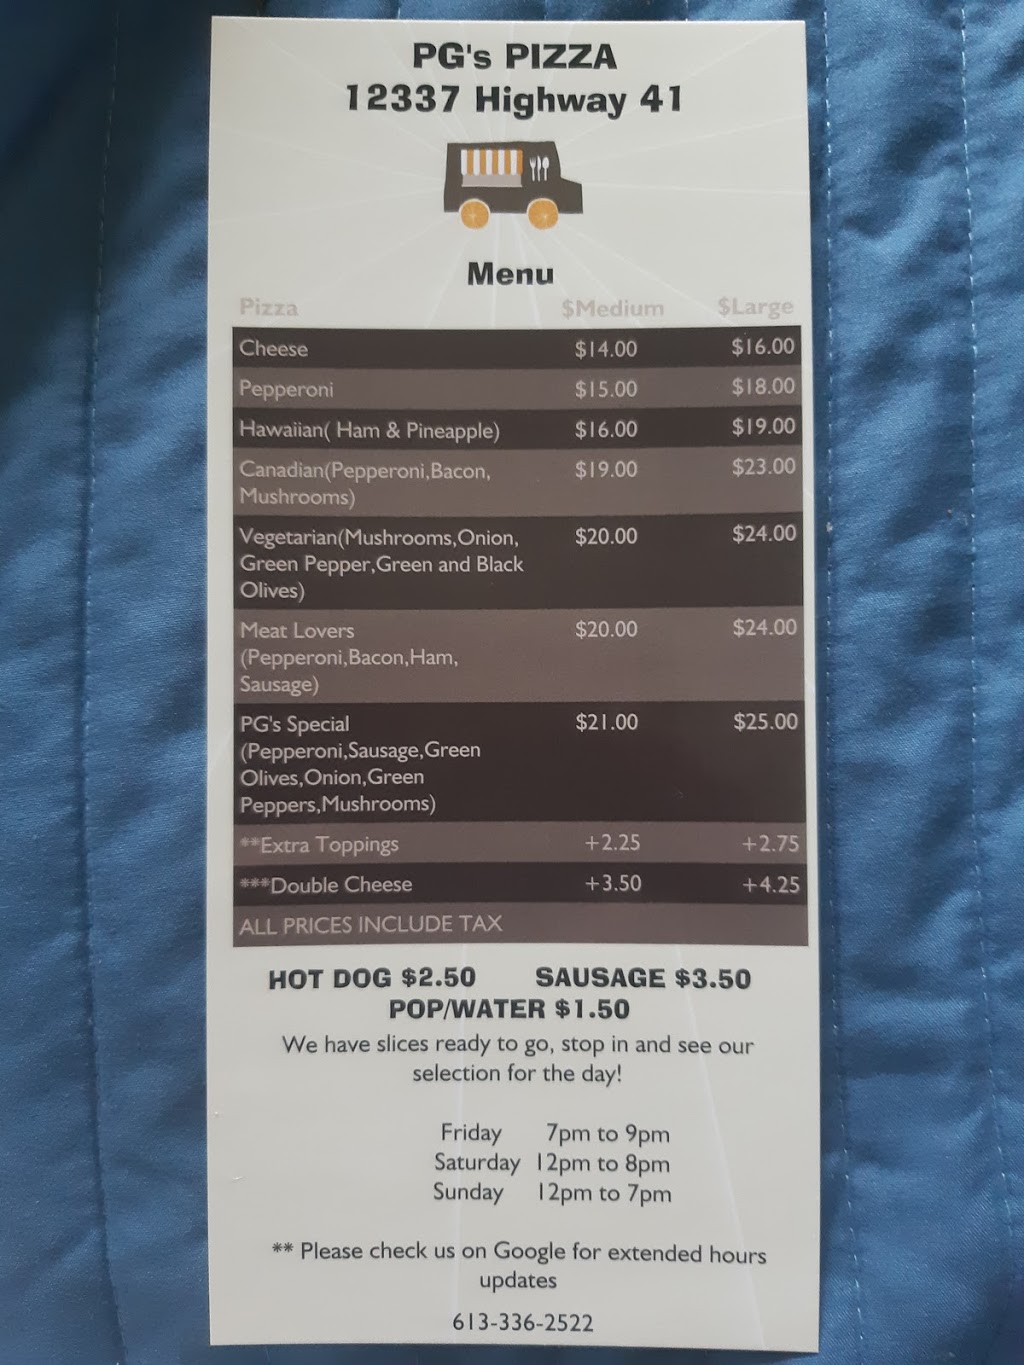 PG's PIZZA
12337 Highway 41
Menu
Pizza $Medium $Large
Cheese $14.00 $16.00
Pepperoni $15.00 $18.00
Hawaiian( Ham & Pineapple) $16.00 $19.00
Canadian(Pepperoni,Bacon, $19.00 $23.00
Mushrooms)
Vegetarian(Mushrooms,Onion, $20.00 $24.00
Green Pepper,Green and Black
Olives)
Meat Lovers $20.00 $24.00
(Pepperoni,Bacon,Ham,
Sausage)
PG's Special $21.00 $25.00
(Pepperoni,Sausage,Green
Olives,Onion,Green
Peppers,Mushrooms)
**Extra Toppings +2.25 +2.75
***Double Cheese +3.50 +4.25
ALL PRICES INCLUDE TAX
HOT DOG $2.50 SAUSAGE $3.50
POP/WATER $1.50
We have slices ready to go, stop in and see our
selection for the day!
Friday 7pm to 9pm
Saturday 12pm to 8pm
Sunday 12pm to 7pm
** Please check us on Google for extended hours
updates
613-336-2522